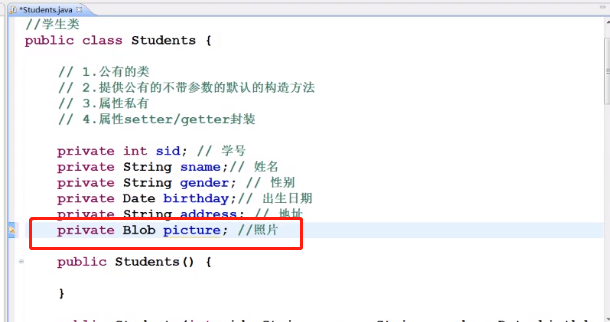 *Students.java
//学生类
public class Students {
// 1.公有的类
// 2.提供公有的不带参数的默认的构造方法
// 3.属性私有
// 4.属性setter/getter封装
private int sid; // 学号
private String sname;// 姓名
private String gender; // 性别
private Date birthday;// 出生日期
private String address; // 地址
private Blob picture; //照片
public Students() {
}